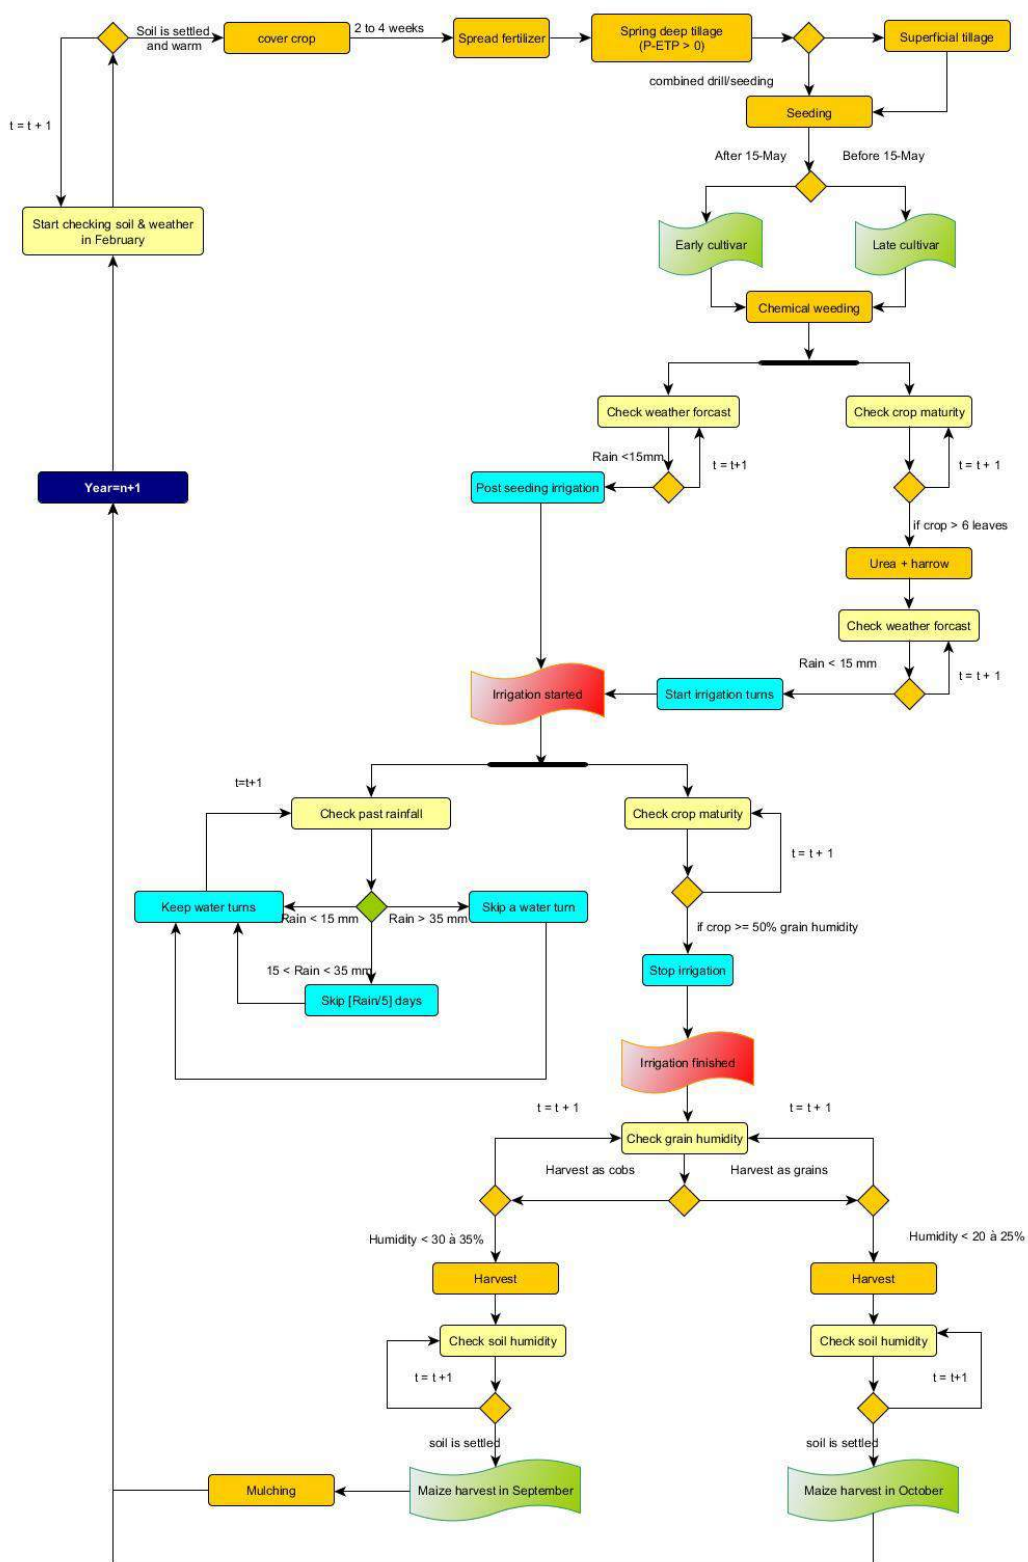 Soil is settled
and warm
cover crop
2 to 4 weeks
Spread fertilizer
Spring deep tillage
(P-ETP > 0)
Superficial tillage
combined drill/seeding
Seeding
t = t + 1
After 15-May
Before 15-May
Start checking soil & weather
in February
Early cultivar
Late cultivar
Chemical weeding
Check weather forcast
Check crop maturity
Rain <15mm
t = t+1
t = t + 1
Year=n+1
Post seeding irrigation
if crop > 6 leaves
Urea + harrow
Check weather forcast
Rain < 15 mm
t = t + 1
Irrigation started
Start irrigation turns
t=t+1
Check past rainfall
Check crop maturity
t = t + 1
Keep water turns
Rain < 15 mm
Rain > 35 mm
Skip a water turn
if crop >= 50% grain humidity
15 < Rain < 35 mm
Stop irrigation
Skip [Rain/5] days
Irrigation finished
t = t + 1
t = t + 1
Check grain humidity
Harvest as cobs
Harvest as grains
Humidity < 30 à 35%
Humidity < 20 à 25%
Harvest
Harvest
Check soil humidity
Check soil humidity
t = t +1
t = t+1
soil is settled
soil is settled
Mulching
Maize harvest in September
Maize harvest in October